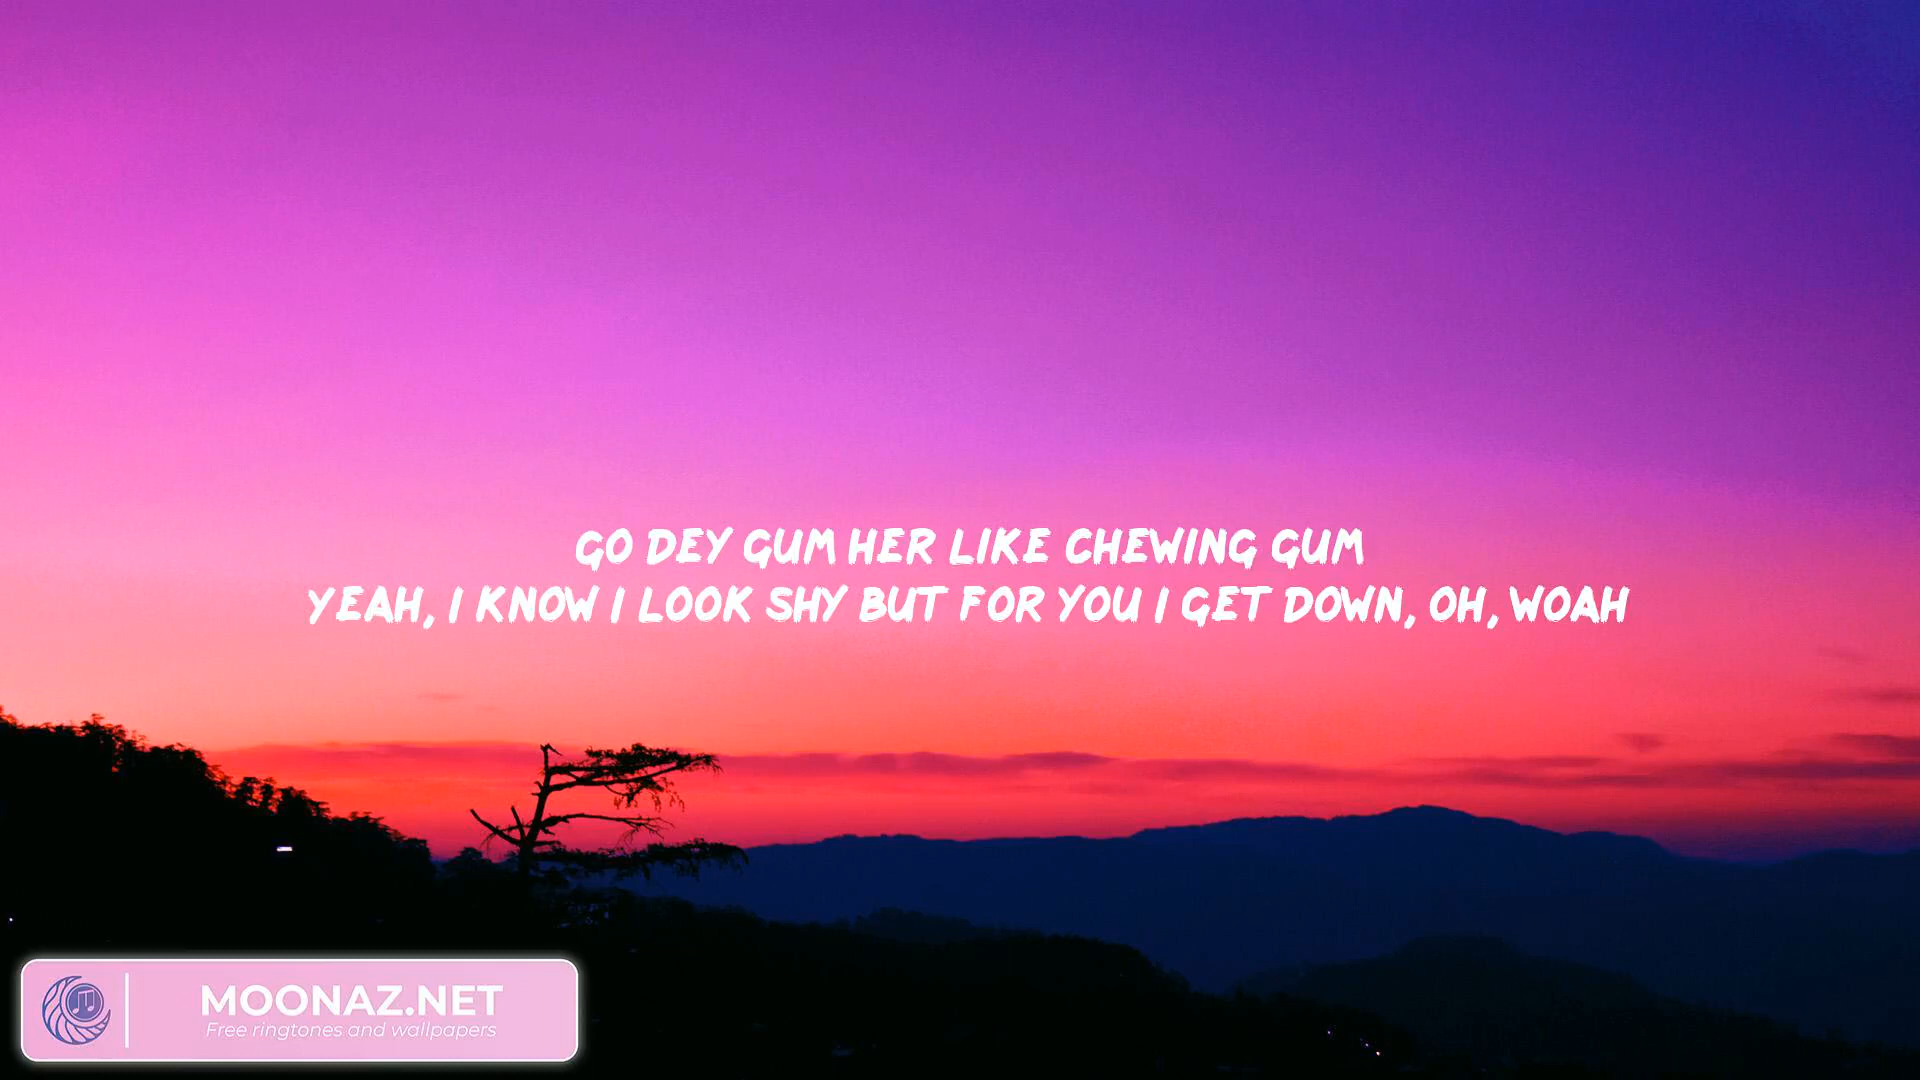 GO DEY GUM HER LIKE CHEWING GUM
YEAH, I KNOW I LOOK SHY BUT FOR YOU I GET DOWN, OH, WOAH
MOONAZ.NET
Free ringtones and wallpapers